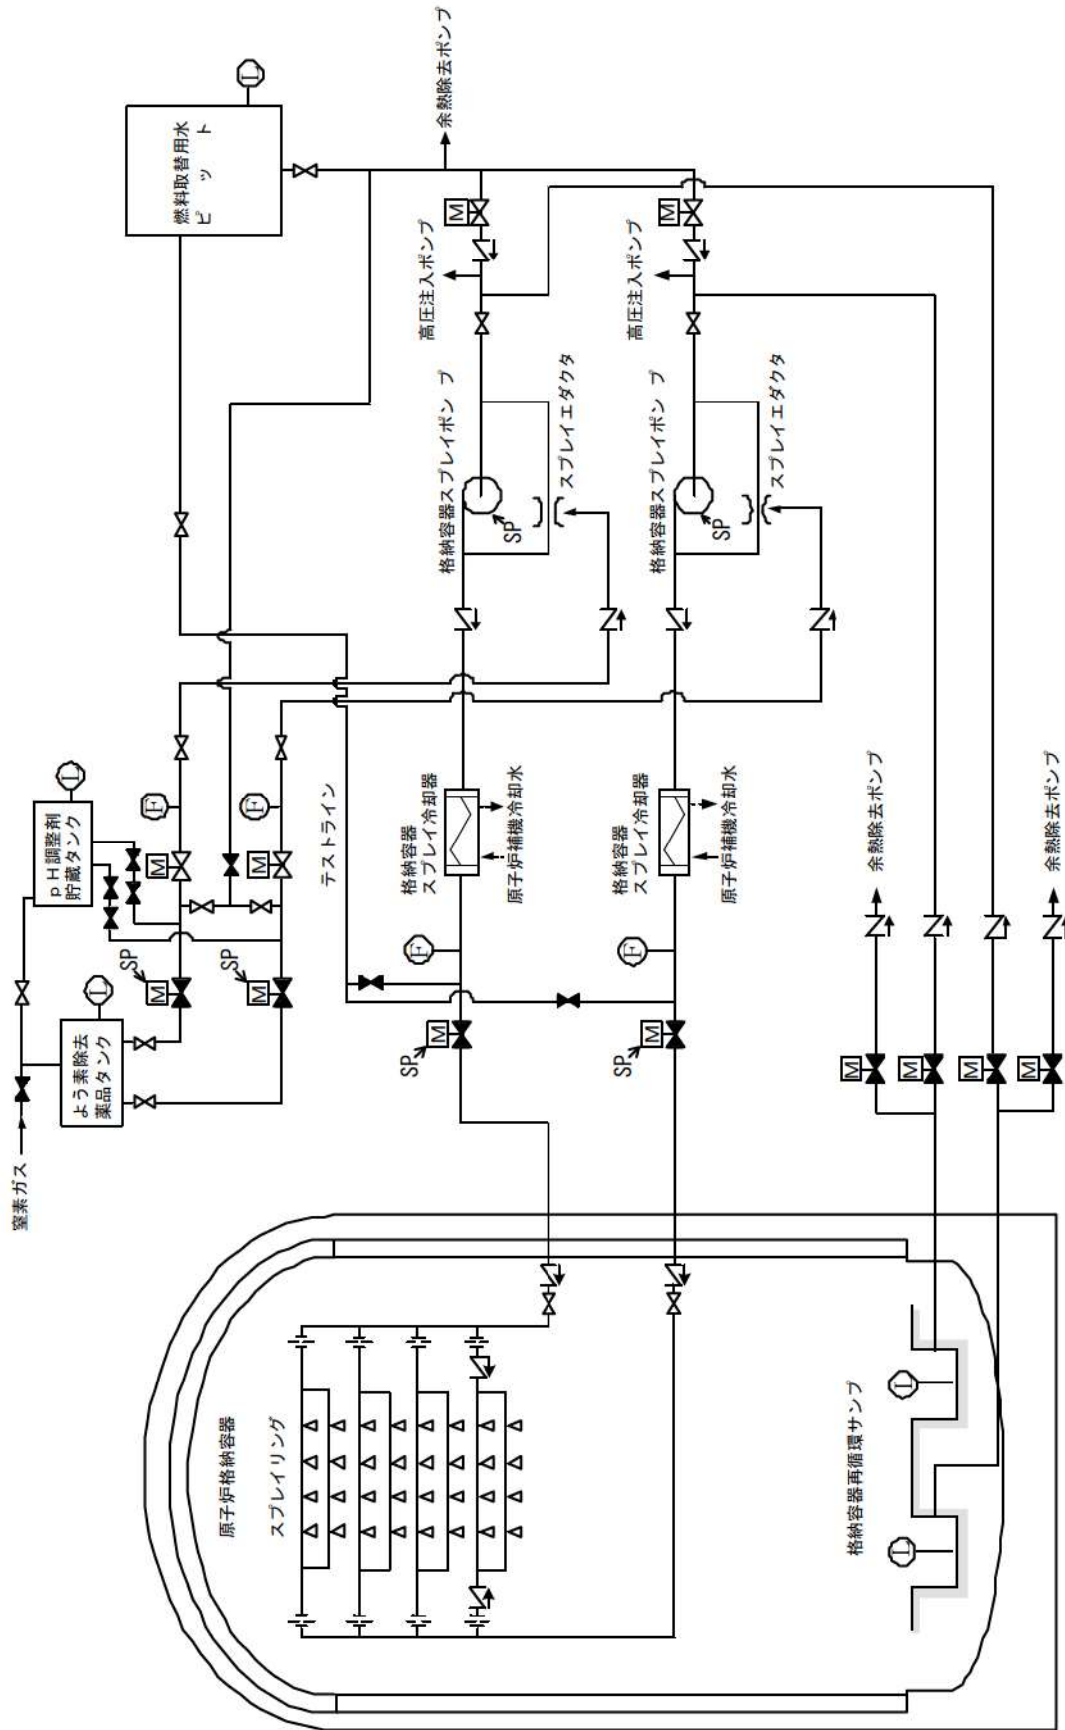 窒素ガス
よう素除去
薬品タンク
L
pH調整剤
貯蔵タンク
L
燃料取替用水
ピット
L
SP
M
M
F
SP
M
M
F
テストライン
余熱除去ポンプ
M
高圧注入ポンプ
格納容器スプレイポンプ
SP
スプレイエダクタ
格納容器
スプレイ冷却器
原子炉補機冷却水
F
SP
M
M
高圧注入ポンプ
格納容器スプレイポンプ
SP
スプレイエダクタ
格納容器
スプレイ冷却器
原子炉補機冷却水
F
SP
M
原子炉格納容器
スプレイリング
格納容器再循環サンプ
L
L
M
余熱除去ポンプ
M
M
M
余熱除去ポンプ